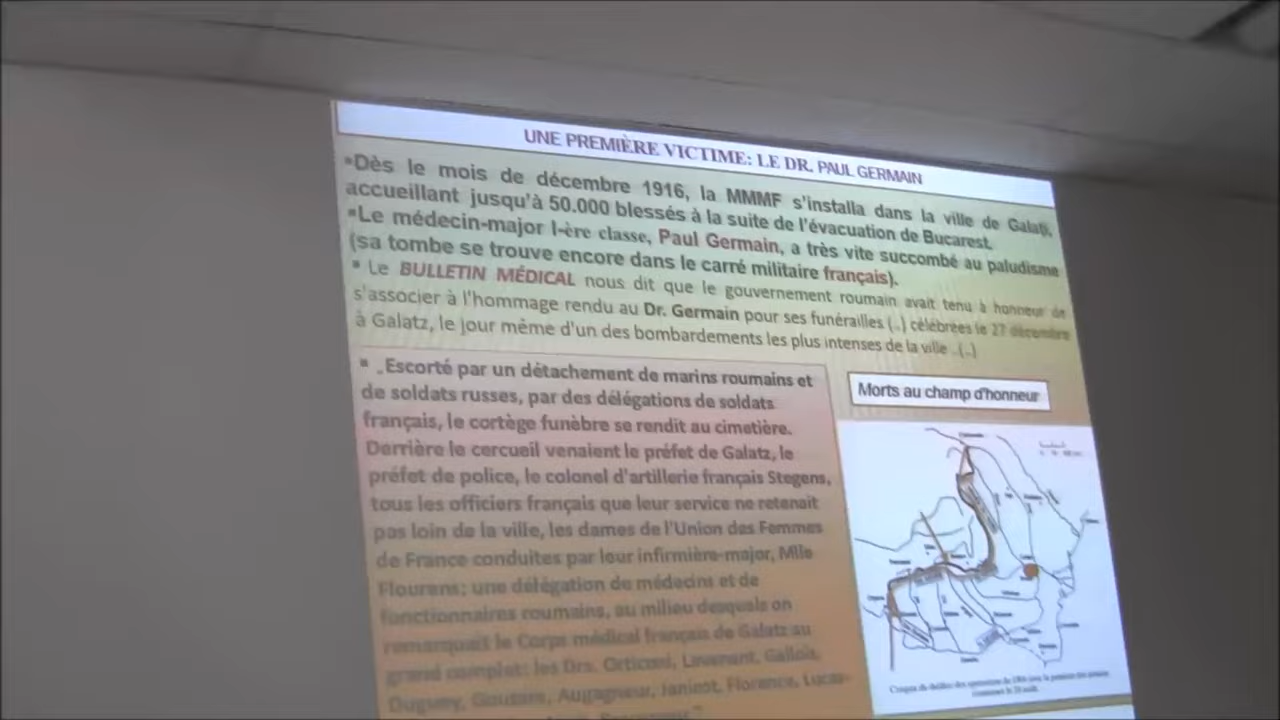 UNE PREMIÈRE VICTIME: LE DR. PAUL GERMAIN
▪Dès le mois de décembre 1916, la MMMF s'installa dans la ville de Galați,
accueillant jusqu'à 50.000 blessés à la suite de l'évacuation de Bucarest.
▪Le médecin-major I-ère classe, Paul Germain, a très vite succombé au paludisme
(sa tombe se trouve encore dans le carré militaire français).
▪ Le BULLETIN MÉDICAL nous dit que le gouvernement roumain avait tenu à honneur de
s'associer à l'hommage rendu au Dr. Germain pour ses funérailles (..) célébrées le 27 décembre
à Galatz, le jour même d'un des bombardements les plus intenses de la ville ..(..)
▪ „Escorté par un détachement de marins roumains et
de soldats russes, par des délégations de soldats
français, le cortège funèbre se rendit au cimetière.
Derrière le cercueil venaient le préfet de Galatz, le
préfet de police, le colonel d'artillerie français Stegens,
tous les officiers français que leur service ne retenait
pas loin de la ville, les dames de l'Union des Femmes
de France conduites par leur infirmière-major, Mlle
Flourens; une délégation de médecins et de
fonctionnaires roumains, au milieu desquels on
remarquait le Corps médical français de Galatz au
grand complet: les Drs. Orticoni, Lavenant, Gallois,
Duguey, Augagneur, Janinot, Florence, Lucas-
Morts au champ d'honneur